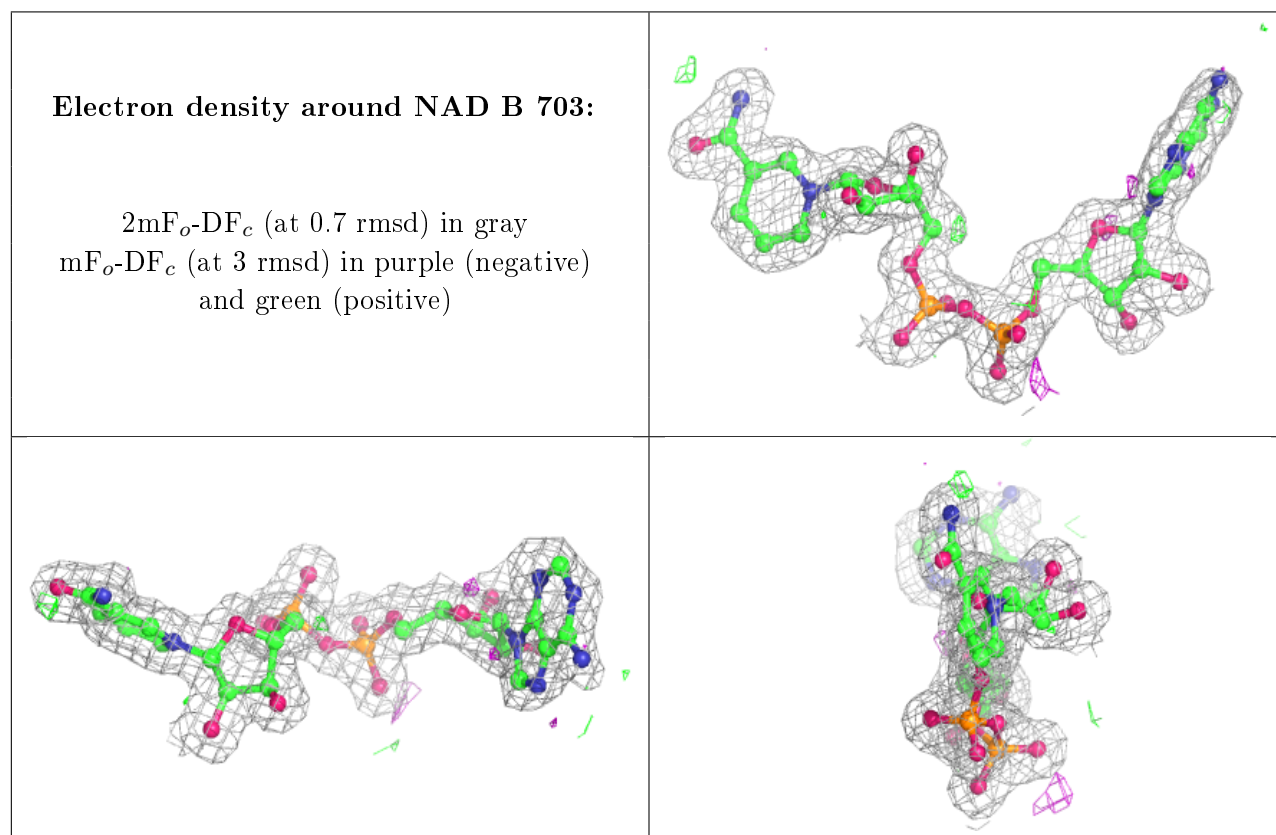 Electron density around NAD B 703:
2mFo-DFc (at 0.7 rmsd) in gray
mFo-DFc (at 3 rmsd) in purple (negative)
and green (positive)